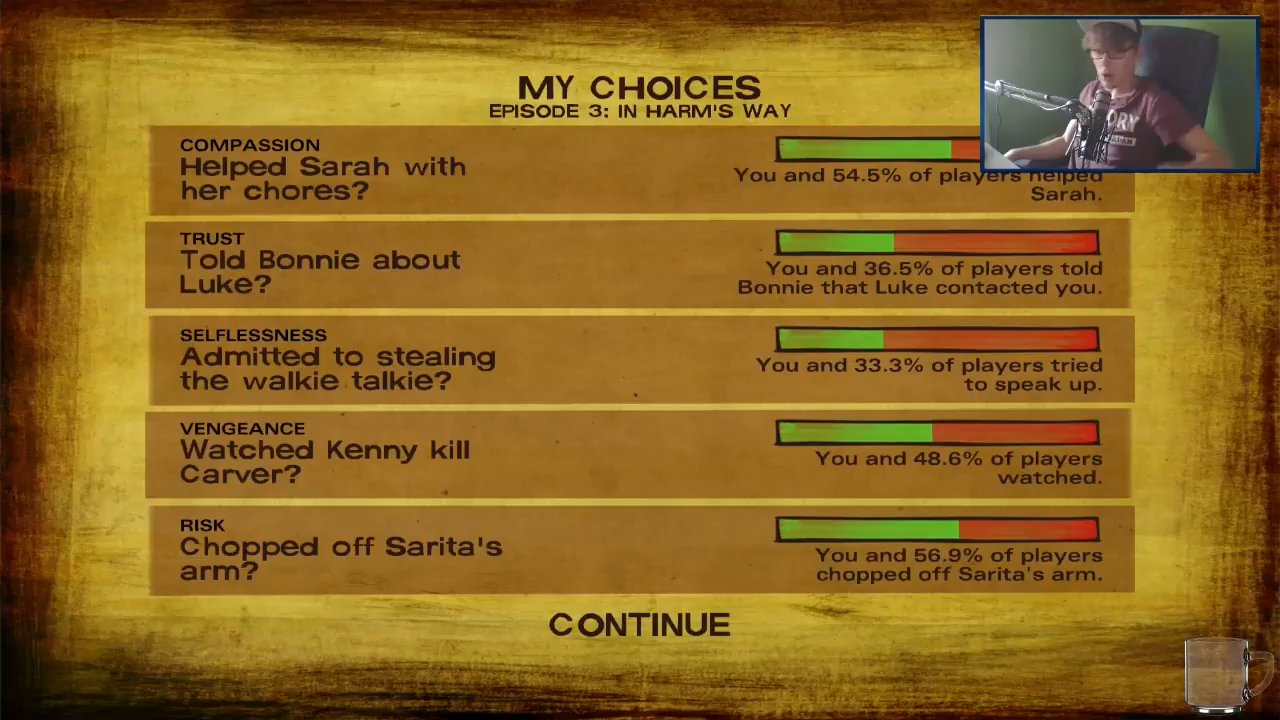 MY CHOICES
EPISODE 3: IN HARM'S WAY
COMPASSION
Helped Sarah with
her chores?
You and 54.5% of players helped
Sarah.
TRUST
Told Bonnie about
Luke?
You and 36.5% of players told
Bonnie that Luke contacted you.
SELFLESSNESS
Admitted to stealing
the walkie talkie?
You and 33.3% of players tried
to speak up.
VENGEANCE
Watched Kenny kill
Carver?
You and 48.6% of players
watched.
RISK
Chopped off Sarita's
arm?
You and 56.9% of players
chopped off Sarita's arm.
CONTINUE